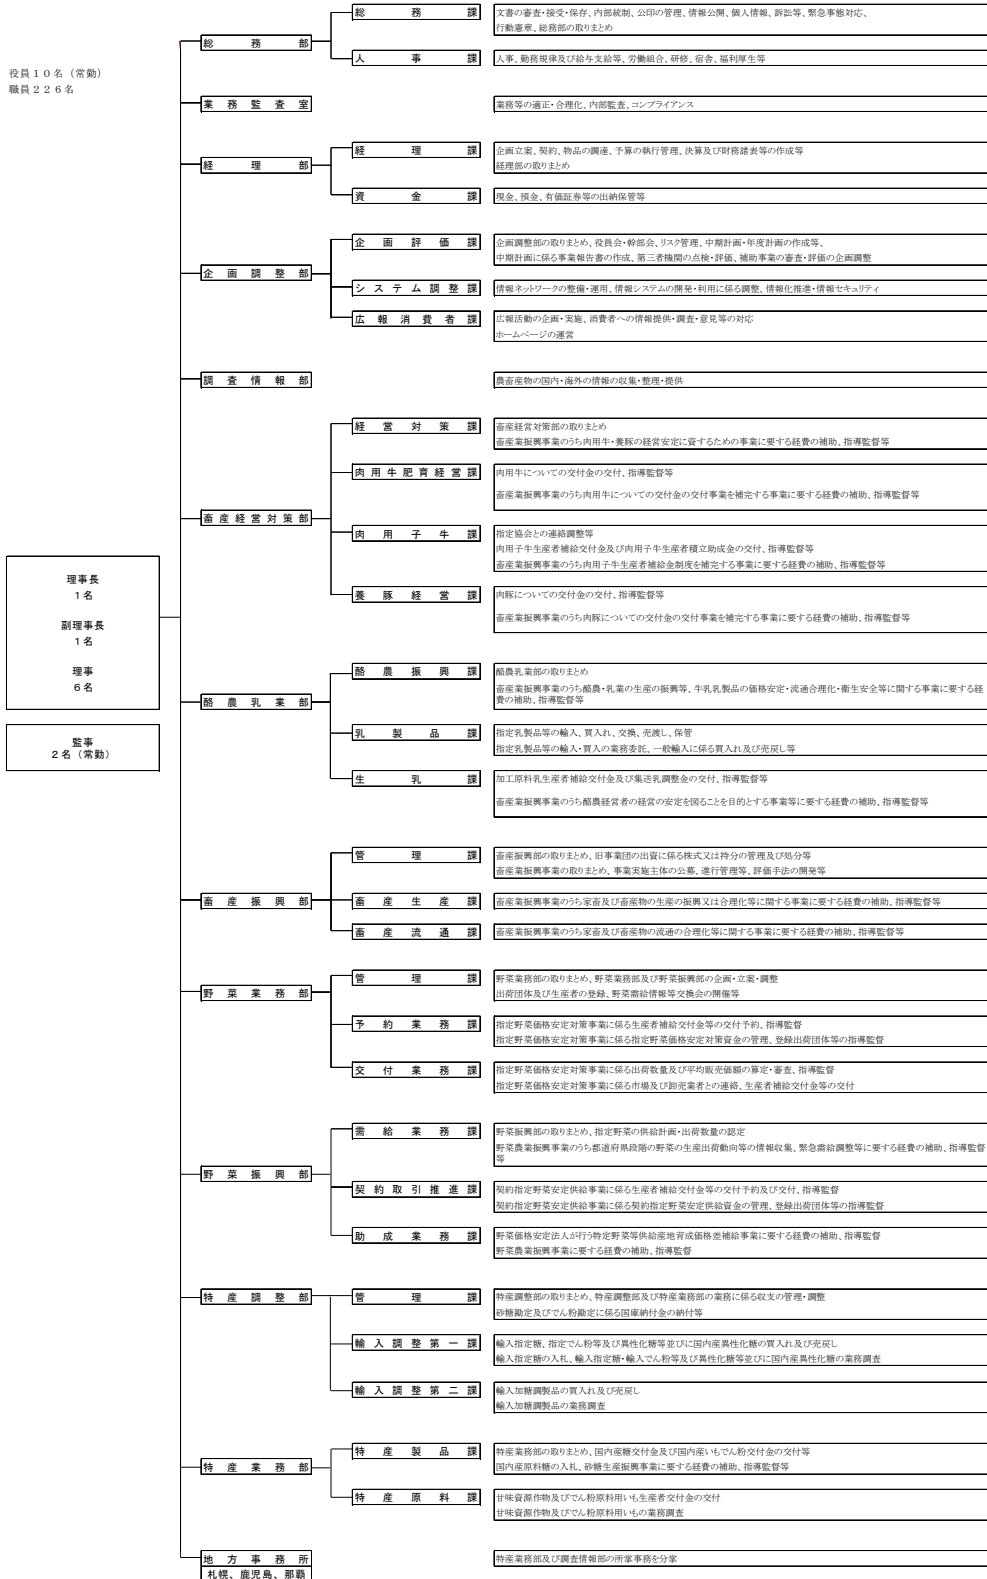 役員１０名（常勤）
職員２２６名
理事長
１名
副理事長
１名
理事
６名
監事
２名（常勤）
総務部
総務課
文書の審査・接受・保存、内部統制、公印の管理、情報公開、個人情報、訴訟等、緊急事態対応、
行動憲章、総務部の取りまとめ
人事課
人事、勤務規律及び給与支給等、労働組合、研修、宿舎、福利厚生等
業務監査室
業務等の適正・合理化、内部監査、コンプライアンス
経理部
経理課
企画立案、契約、物品の調達、予算の執行管理、決算及び財務諸表等の作成等
経理部の取りまとめ
資金課
現金、預金、有価証券等の出納保管等
企画調整部
企画評価課
企画調整部の取りまとめ、役員会・幹部会、リスク管理、中期計画・年度計画の作成等、
中期計画に係る事業報告書の作成、第三者機関の点検・評価、補助事業の審査・評価の企画調整
システム調整課
情報ネットワークの整備・運用、情報システムの開発・利用に係る調整、情報化推進・情報セキュリティ
広報消費者課
広報活動の企画・実施、消費者への情報提供・調査・意見等の対応
ホームページの運営
調査情報部
農畜産物の国内・海外の情報の収集・整理・提供
畜産経営対策部
経営対策課
畜産経営対策部の取りまとめ
畜産業振興事業のうち肉用牛・養豚の経営安定に資するための事業に要する経費の補助、指導監督等
肉用牛肥育経営課
肉用牛についての交付金の交付、指導監督等
畜産業振興事業のうち肉用牛についての交付金の交付事業を補完する事業に要する経費の補助、指導監督等
肉用子牛課
指定協会との連絡調整等
肉用子牛生産者補給交付金及び肉用子牛生産者積立助成金の交付、指導監督等
畜産業振興事業のうち肉用子牛生産者補給金制度を補完する事業に要する経費の補助、指導監督等
養豚経営課
肉豚についての交付金の交付、指導監督等
畜産業振興事業のうち肉豚についての交付金の交付事業を補完する事業に要する経費の補助、指導監督等
酪農乳業部
酪農振興課
酪農乳業部の取りまとめ
畜産業振興事業のうち酪農・乳業の生産の振興等、牛乳乳製品の価格安定・流通合理化・衛生安全等に関する事業に要する経
費の補助、指導監督等
乳製品課
指定乳製品等の輸入、買入れ、交換、売渡し、保管
指定乳製品等の輸入・買入の業務委託、一般輸入に係る買入れ及び売戻し等
生乳課
加工原料乳生産者補給交付金及び集送乳調整金の交付、指導監督等
畜産業振興事業のうち酪農経営者の経営の安定を図ることを目的とする事業等に要する経費の補助、指導監督等
畜産振興部
管理課
畜産振興部の取りまとめ、旧事業団の出資に係る株式又は持分の管理及び処分等
畜産業振興事業の取りまとめ、事業実施主体の公募、進行管理等、評価手法の開発等
畜産生産課
畜産業振興事業のうち家畜及び畜産物の生産の振興又は合理化等に関する事業に要する経費の補助、指導監督等
畜産流通課
畜産業振興事業のうち家畜及び畜産物の流通の合理化等に関する事業に要する経費の補助、指導監督等
野菜業務部
管理課
野菜業務部の取りまとめ、野菜業務部及び野菜振興部の企画・立案・調整
出荷団体及び生産者の登録、野菜需給情報等交換会の開催等
予約業務課
指定野菜価格安定対策事業に係る生産者補給交付金等の交付予約、指導監督
指定野菜価格安定対策事業に係る指定野菜価格安定対策資金の管理、登録出荷団体等の指導監督
交付業務課
指定野菜価格安定対策事業に係る出荷数量及び平均販売価額の算定・審査、指導監督
指定野菜価格安定対策事業に係る市場及び卸売業者との連絡、生産者補給交付金等の交付
野菜振興部
需給業務課
野菜振興部の取りまとめ、指定野菜の供給計画・出荷数量の認定
野菜農業振興事業のうち都道府県段階の野菜の生産出荷動向等の情報収集、緊急需給調整等に要する経費の補助、指導監督
等
契約取引推進課
契約指定野菜安定供給事業に係る生産者補給交付金等の交付予約及び交付、指導監督
契約指定野菜安定供給事業に係る契約指定野菜安定供給資金の管理、登録出荷団体等の指導監督
助成業務課
野菜価格安定法人が行う特定野菜等供給産地育成価格差補給事業に要する経費の補助、指導監督
野菜農業振興事業に要する経費の補助、指導監督
特産調整部
管理課
特産調整部の取りまとめ、特産調整部及び特産業務部の業務に係る収支の管理・調整
砂糖勘定及びでん粉勘定に係る国庫納付金の納付等
輸入調整第一課
輸入指定糖、指定でん粉等及び異性化糖等並びに国内産異性化糖の買入れ及び売戻し
輸入指定糖の入札、輸入指定糖・輸入でん粉等及び異性化糖等並びに国内産異性化糖の業務調査
輸入調整第二課
輸入加糖調製品の買入れ及び売戻し
輸入加糖調製品の業務調査
特産業務部
特産製品課
特産業務部の取りまとめ、国内産糖交付金及び国内産いもでん粉交付金の交付等
国内産原料糖の入札、砂糖生産振興事業に要する経費の補助、指導監督等
特産原料課
甘味資源作物及びでん粉原料用いも生産者交付金の交付
甘味資源作物及びでん粉原料用いもの業務調査
地方事務所
札幌、鹿児島、那覇
特産業務部及び調査情報部の所掌事務を分掌